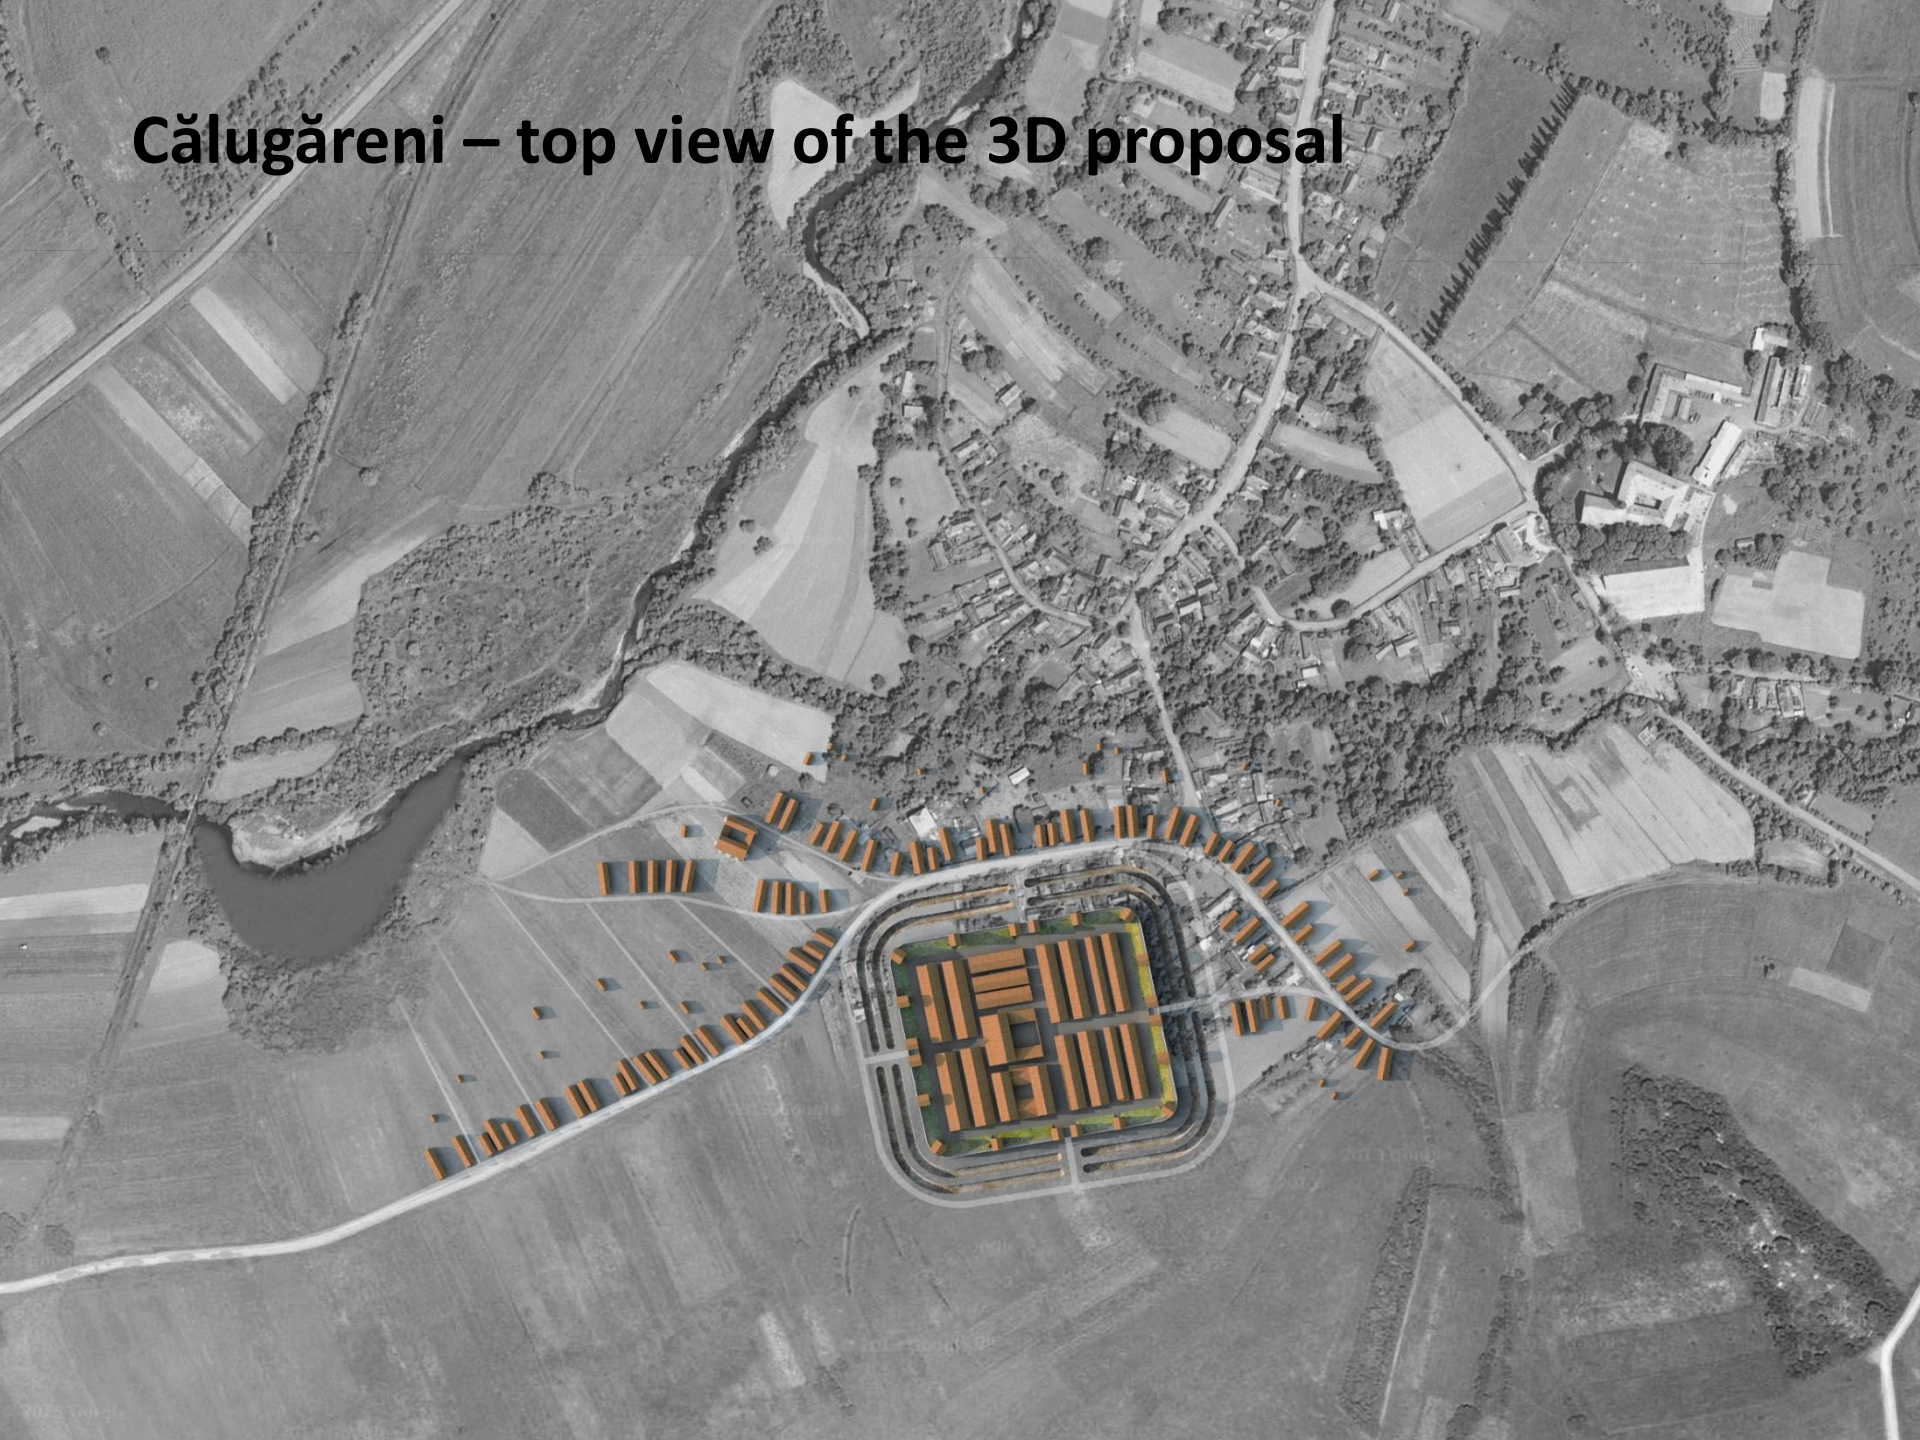 Călugăreni – top view of the 3D proposal